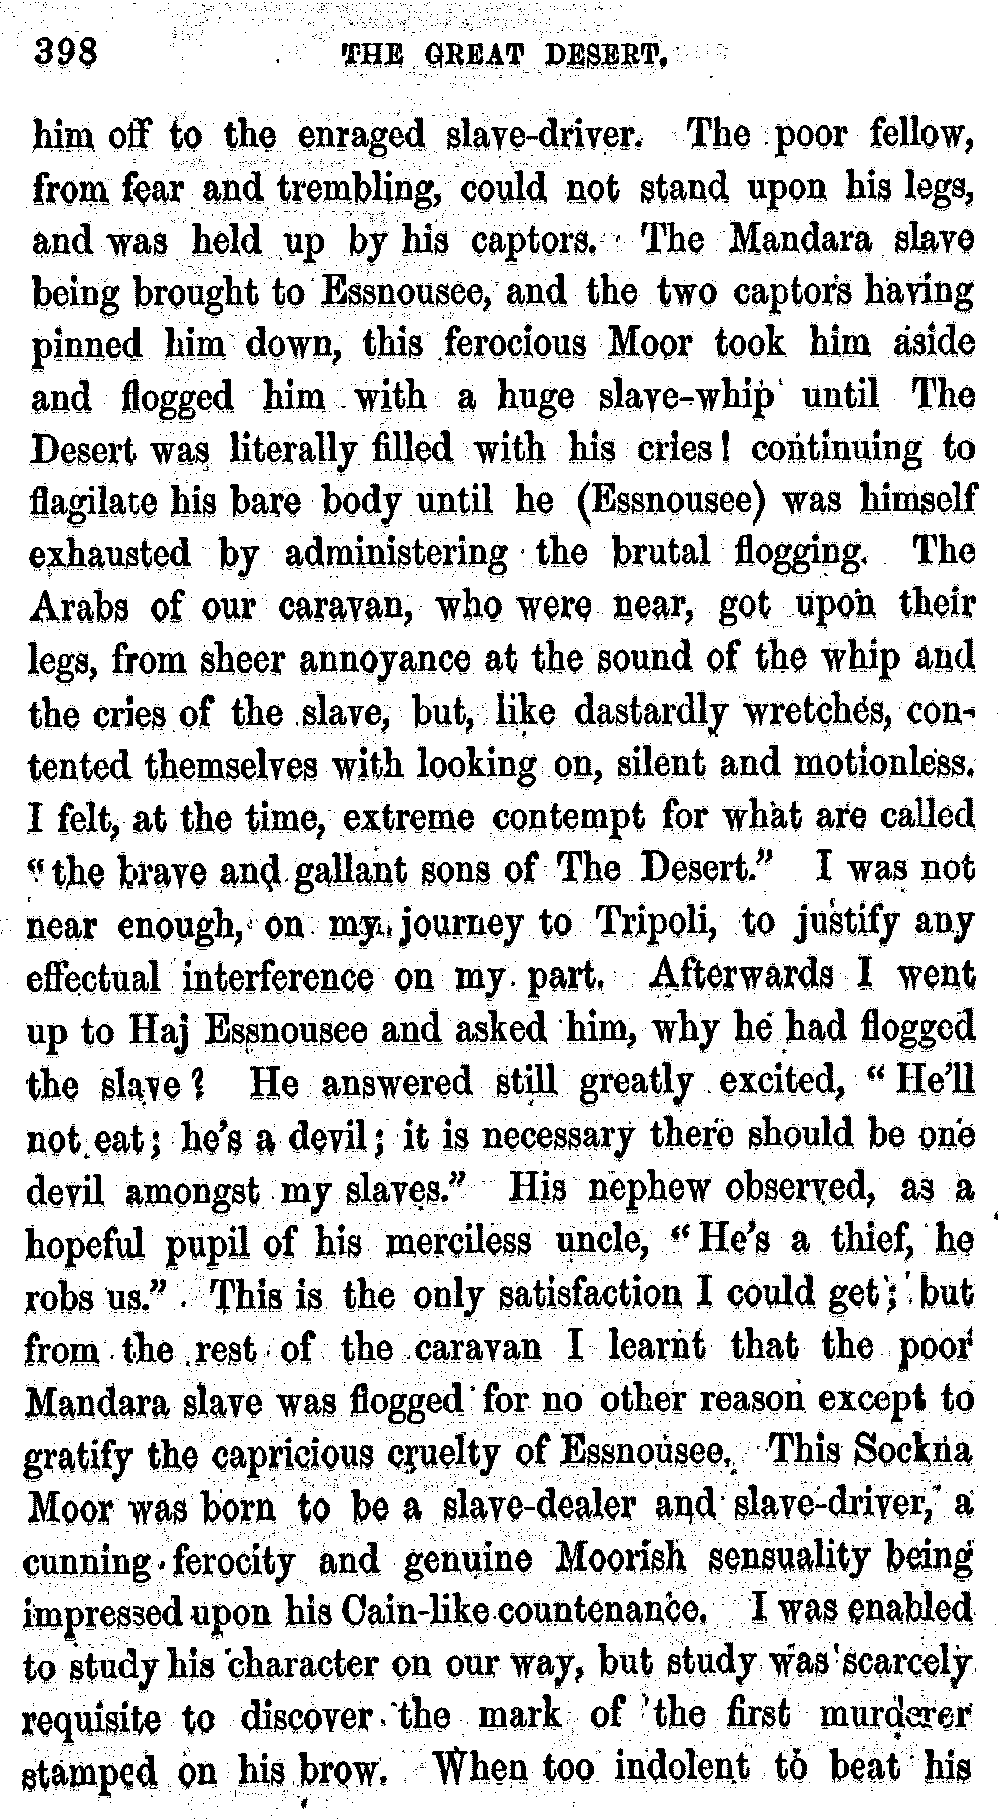 398 THE GREAT DESERT.
him off to the enraged slave-driver. The poor fellow,
from fear and trembling, could not stand upon his legs,
and was held up by his captors. The Mandara slave
being brought to Essnousee, and the two captors having
pinned him down, this ferocious Moor took him aside
and flogged him with a huge slave-whip until The
Desert was literally filled with his cries! continuing to
flagilate his bare body until he (Essnousee) was himself
exhausted by administering the brutal flogging. The
Arabs of our caravan, who were near, got upon their
legs, from sheer annoyance at the sound of the whip and
the cries of the slave, but, like dastardly wretches, con-
tented themselves with looking on, silent and motionless.
I felt, at the time, extreme contempt for what are called
"the brave and gallant sons of The Desert." I was not
near enough, on my journey to Tripoli, to justify any
effectual interference on my part. Afterwards I went
up to Haj Essnousee and asked him, why he had flogged
the slave? He answered still greatly excited, "He'll
not eat; he's a devil; it is necessary there should be one
devil amongst my slaves." His nephew observed, as a
hopeful pupil of his merciless uncle, "He's a thief, he
robs us." This is the only satisfaction I could get; but
from the rest of the caravan I learnt that the poor
Mandara slave was flogged for no other reason except to
gratify the capricious cruelty of Essnousee. This Sockna
Moor was born to be a slave-dealer and slave-driver, a
cunning ferocity and genuine Moorish sensuality being
impressed upon his Cain-like countenance. I was enabled
to study his character on our way, but study was scarcely
requisite to discover the mark of the first murderer
stamped on his brow. When too indolent to beat his